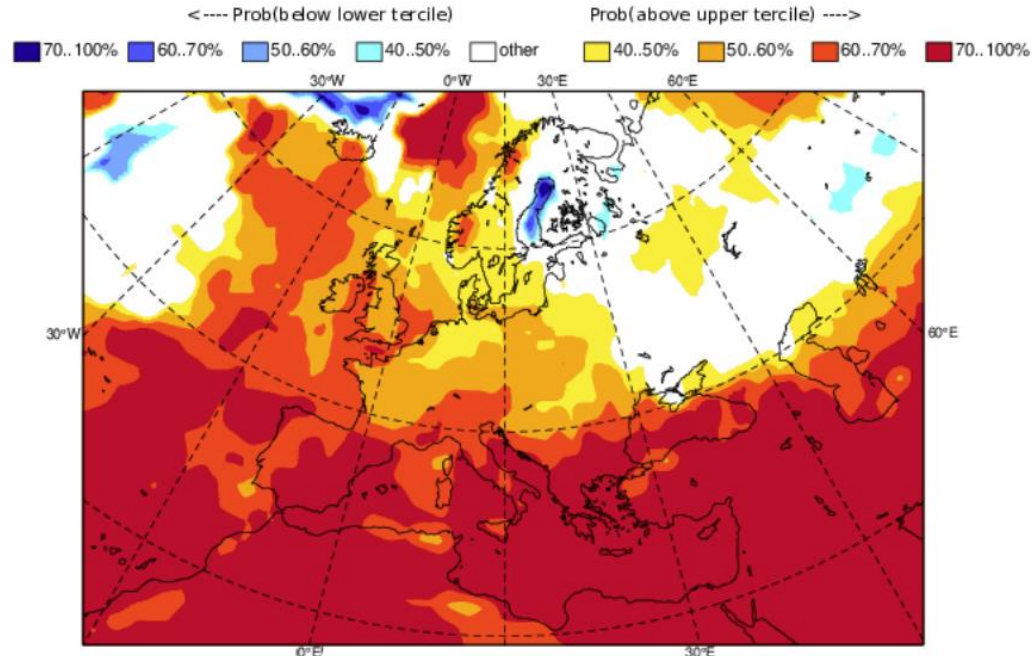 <---- Prob(below lower tercile) Prob(above upper tercile) ---->
70..100% 60..70% 50..60% 40..50% other 40..50% 50..60% 60..70% 70..100%
30°W 0°W 30°E 60°E
30°W 60°E
0°E 30°E